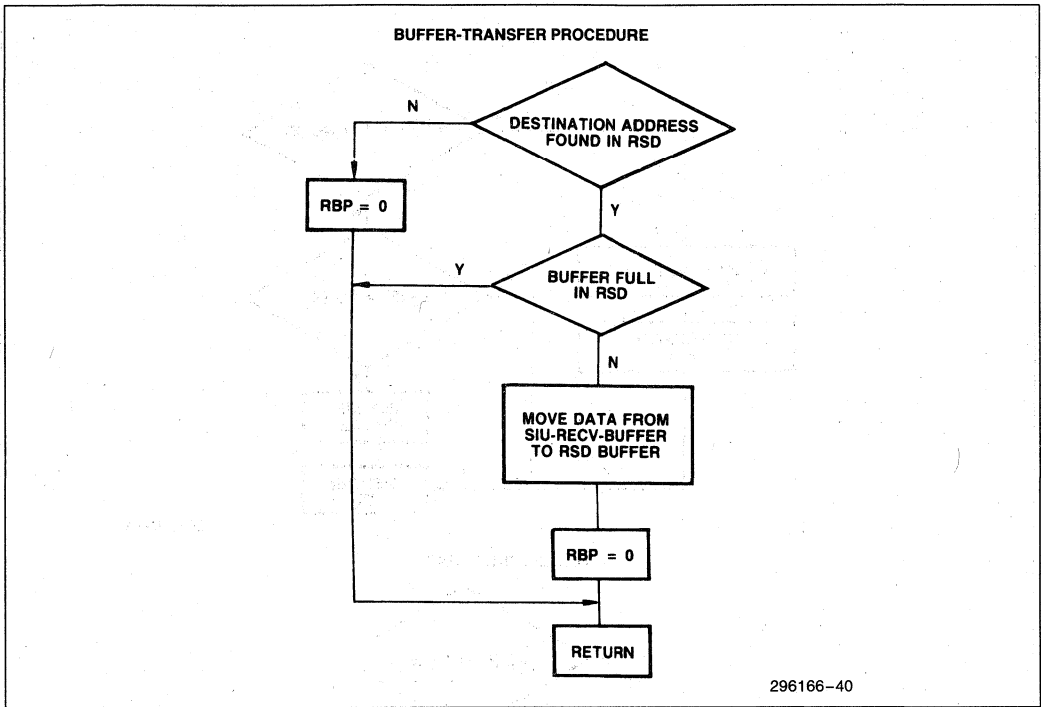 BUFFER-TRANSFER PROCEDURE
N
DESTINATION ADDRESS
FOUND IN RSD
RBP = 0
Y
Y
BUFFER FULL
IN RSD
N
MOVE DATA FROM
SIU-RECV-BUFFER
TO RSD BUFFER
RBP = 0
RETURN
296166-40